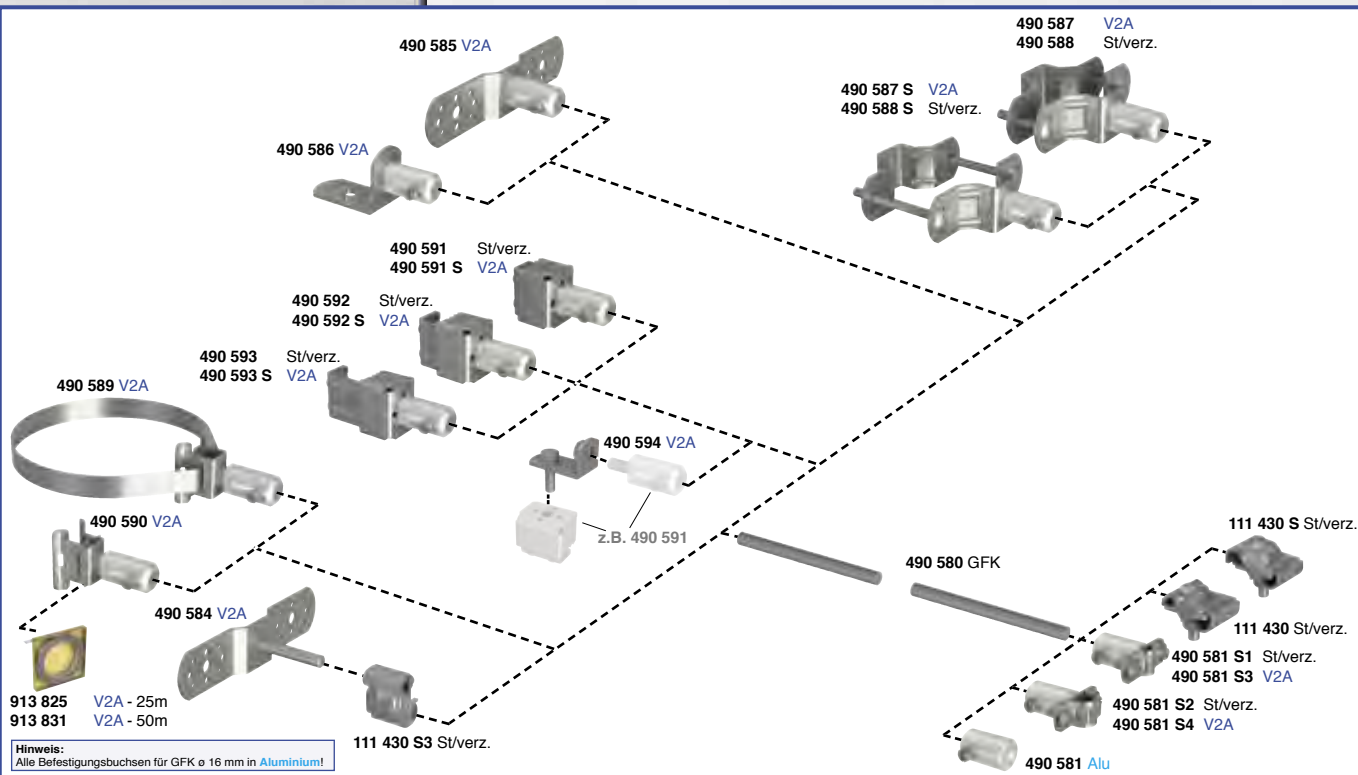 490 585 V2A
490 586 V2A
490 587 V2A
490 588 St/verz.
490 587 S V2A
490 588 S St/verz.
490 591 St/verz.
490 591 S V2A
490 592 St/verz.
490 592 S V2A
490 593 St/verz.
490 593 S V2A
490 589 V2A
490 594 V2A
z.B. 490 591
490 590 V2A
490 584 V2A
913 825 V2A - 25m
913 831 V2A - 50m
111 430 S3 St/verz.
490 580 GFK
111 430 S St/verz.
111 430 St/verz.
490 581 S1 St/verz.
490 581 S3 V2A
490 581 S2 St/verz.
490 581 S4 V2A
490 581 Alu
Hinweis:
Alle Befestigungsbuchsen für GFK ø 16 mm in Aluminium!